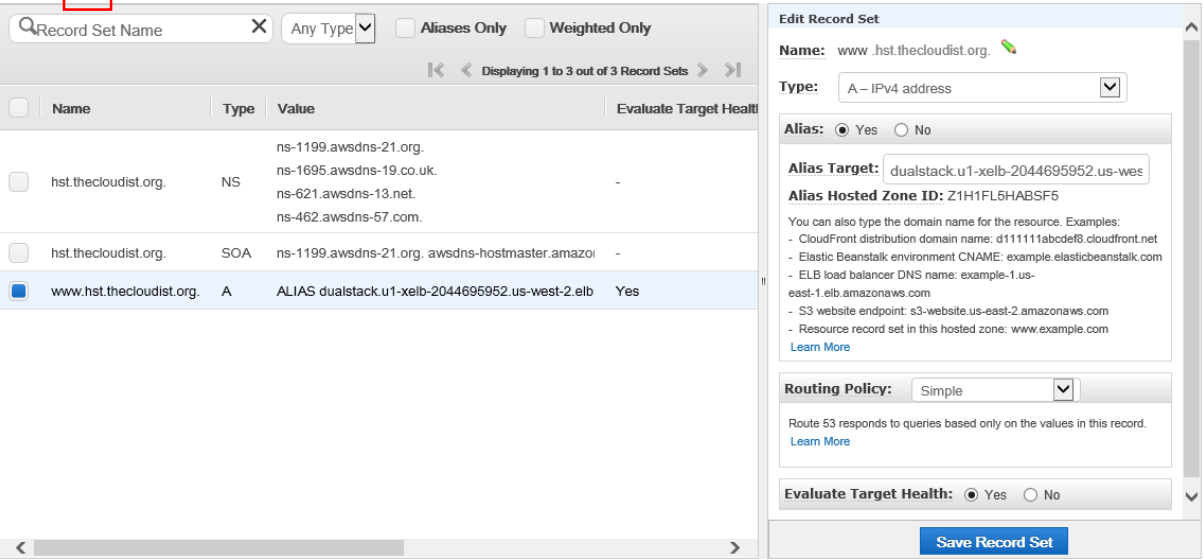 Record Set Name
Any Type
Aliases Only
Weighted Only
Displaying 1 to 3 out of 3 Record Sets
Name Type Value Evaluate Target Healt
hst.thecloudist.org. NS ns-1199.awsdns-21.org.
ns-1695.awsdns-19.co.uk.
ns-621.awsdns-13.net.
ns-462.awsdns-57.com.
-
hst.thecloudist.org. SOA ns-1199.awsdns-21.org. awsdns-hostmaster.amazo -
www.hst.thecloudist.org. A ALIAS dualstack.u1-xelb-2044695952.us-west-2.elb Yes
Edit Record Set
Name: www .hst.thecloudist.org.
Type: A – IPv4 address
Alias: Yes No
Alias Target: dualstack.u1-xelb-2044695952.us-wes
Alias Hosted Zone ID: Z1H1FL5HABSF5
You can also type the domain name for the resource. Examples:
- CloudFront distribution domain name: d111111abcdef8.cloudfront.net
- Elastic Beanstalk environment CNAME: example.elasticbeanstalk.com
- ELB load balancer DNS name: example-1.us-
east-1.elb.amazonaws.com
- S3 website endpoint: s3-website.us-east-2.amazonaws.com
- Resource record set in this hosted zone: www.example.com
Learn More
Routing Policy: Simple
Route 53 responds to queries based only on the values in this record.
Learn More
Evaluate Target Health: Yes No
Save Record Set